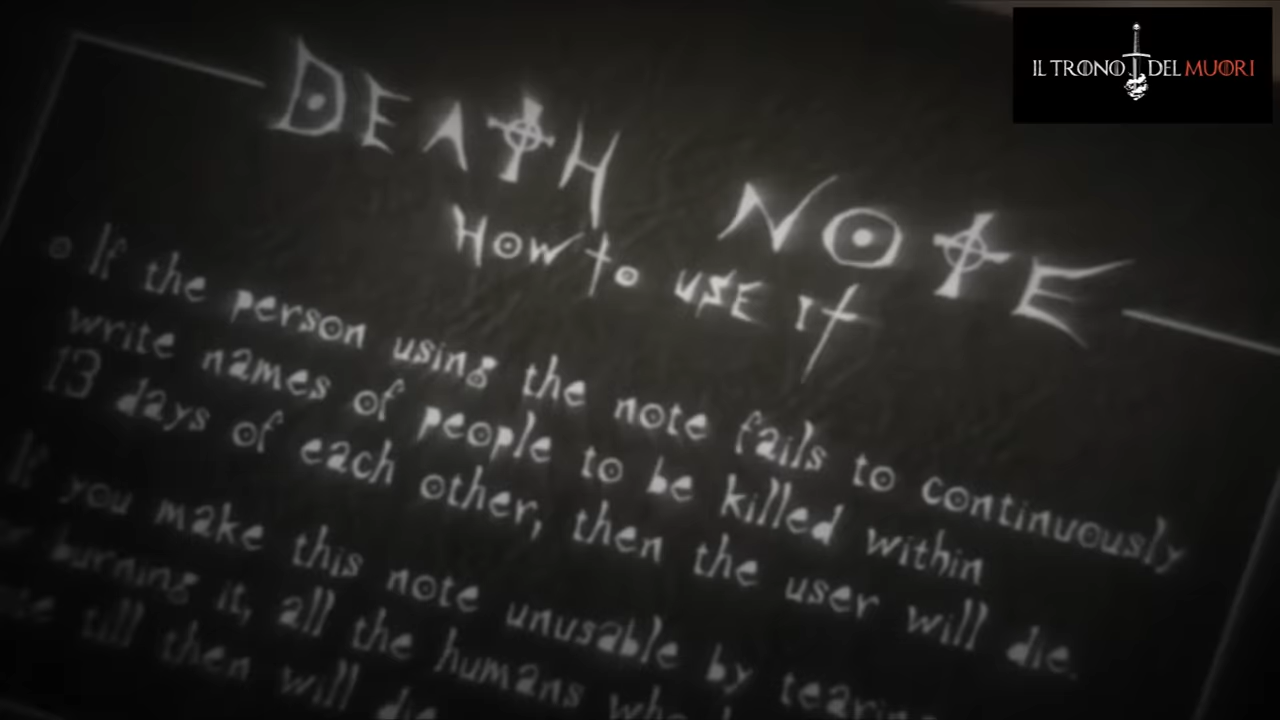 IL TRONO DEL MUORI
DEATH NOTE
How to use It
If the person using the note fails to continuously
write names of people to be killed within
13 days of each other, then the user will die.
If you make this note unusable by
burning it, all the humans
till then will